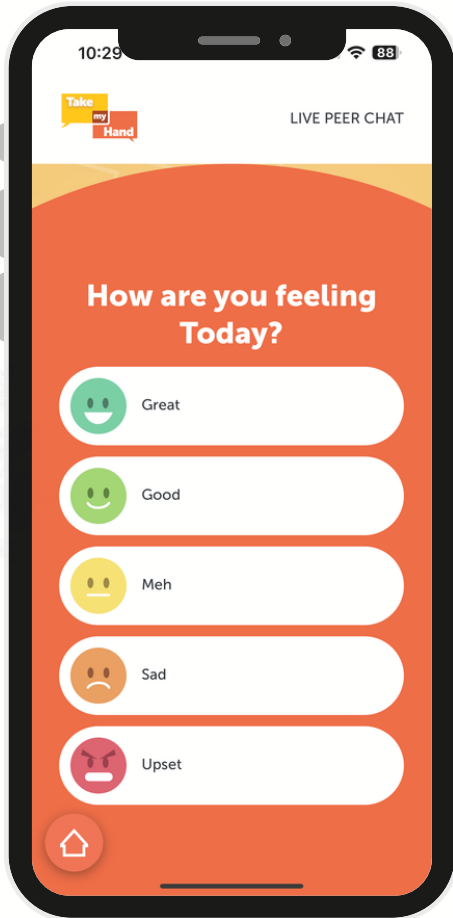 10:29
88
Take
my
Hand
LIVE PEER CHAT
How are you feeling
Today?
Great
Good
Meh
Sad
Upset